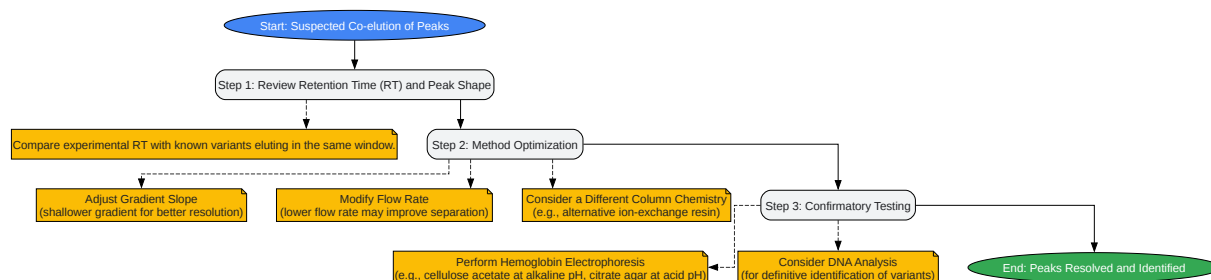 Start: Suspected Co-elution of Peaks
Step 1: Review Retention Time (RT) and Peak Shape
Compare experimental RT with known variants eluting in the same window.
Step 2: Method Optimization
Adjust Gradient Slope
(shallower gradient for better resolution)
Modify Flow Rate
(lower flow rate may improve separation)
Consider a Different Column Chemistry
(e.g., alternative ion-exchange resin)
Step 3: Confirmatory Testing
Perform Hemoglobin Electrophoresis
(e.g., cellulose acetate at alkaline pH, citrate agar at acid pH)
Consider DNA Analysis
(for definitive identification of variants)
End: Peaks Resolved and Identified